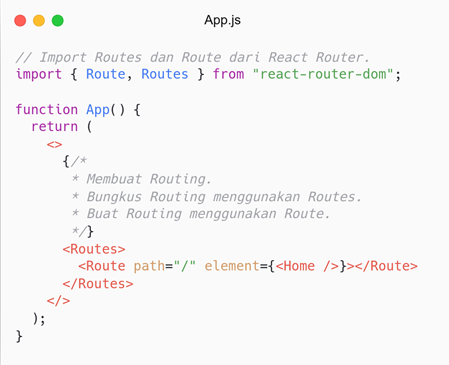 App.js
// Import Routes dan Route dari React Router.
import { Route, Routes } from "react-router-dom";
function App() {
return (
<>
{/*
* Membuat Routing.
* Bungkus Routing menggunakan Routes.
* Buat Routing menggunakan Route.
*/}
<Routes>
<Route path="/" element={<Home />}></Route>
</Routes>
</>
);
}